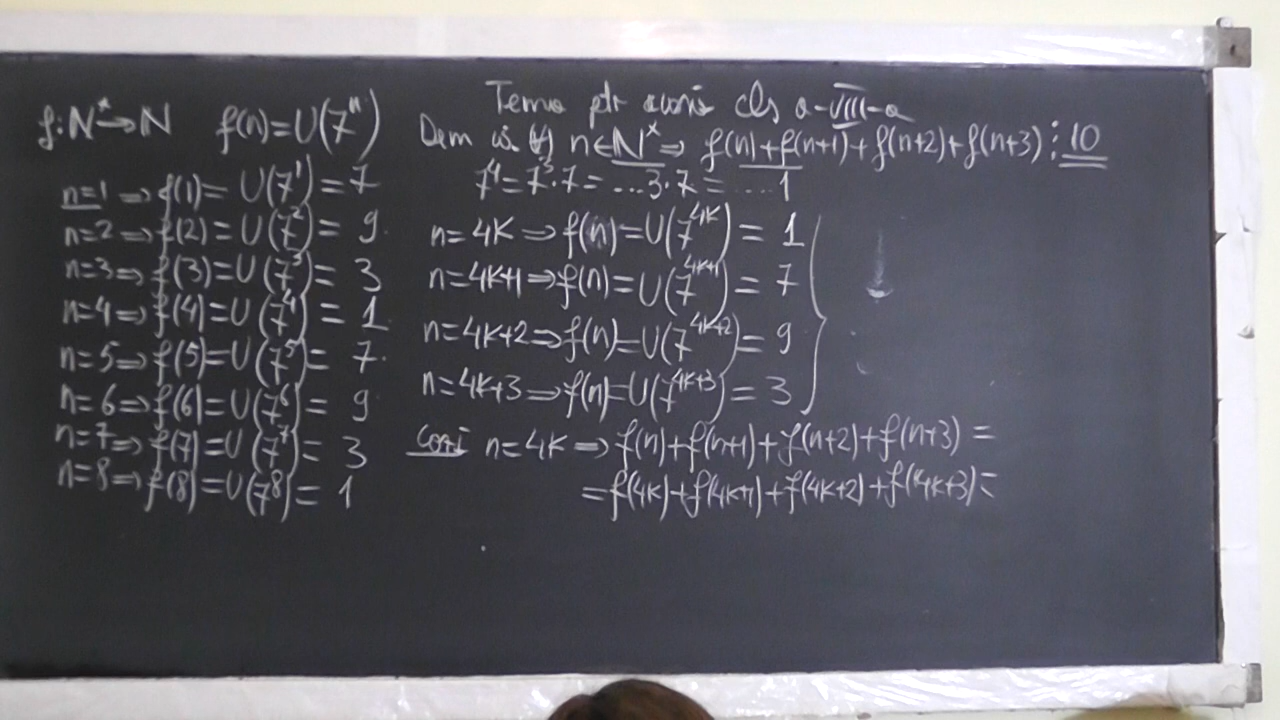 f: N* → N f(n) = U(7ⁿ)
n=1 ⇒ f(1) = U(7¹) = 7
n=2 ⇒ f(2) = U(7²) = 9
n=3 ⇒ f(3) = U(7³) = 3
n=4 ⇒ f(4) = U(7⁴) = 1
n=5 ⇒ f(5) = U(7⁵) = 7
n=6 ⇒ f(6) = U(7⁶) = 9
n=7 ⇒ f(7) = U(7⁷) = 3
n=8 ⇒ f(8) = U(7⁸) = 1
Tema ptr cls a-VIII-a
Dem (∀) n∈N* ⇒ f(n)+f(n+1)+f(n+2)+f(n+3) ⋮ 10
7⁴ = 7³·7 = ...3·7 = ....1
n=4K ⇒ f(n) = U(7^{4K}) = 1
n=4K+1 ⇒ f(n) = U(7^{4K+1}) = 7
n=4K+2 ⇒ f(n) = U(7^{4K+2}) = 9
n=4K+3 ⇒ f(n) = U(7^{4K+3}) = 3
n=4K ⇒ f(n)+f(n+1)+f(n+2)+f(n+3) =
= f(4K)+f(4K+1)+f(4K+2)+f(4K+3) =